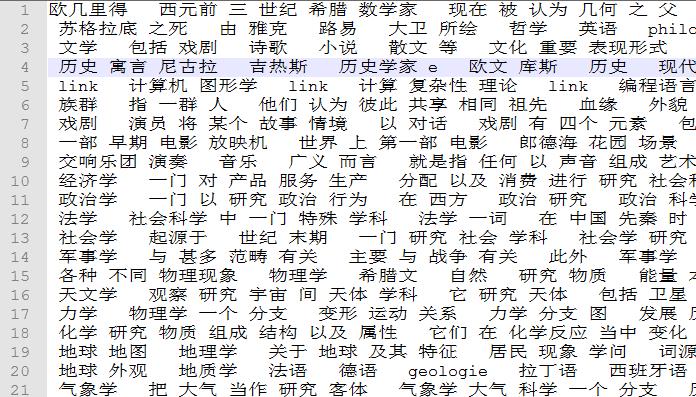 1 欧几里得 西元前 三 世纪 希腊 数学家 现在 被 认为 几何 之 父
2 苏格拉底 之死 由 雅克 路易 大卫 所绘 哲学 英语 philo
3 文学 包括 戏剧 诗歌 小说 散文 等 文化 重要 表现形式
4 历史 寓言 尼古拉 吉热斯 历史学家 e 欧文 库斯 历史 现代
5 link 计算机 图形学 link 计算 复杂性 理论 link 编程语言
6 族群 指 一群 人 他们 认为 彼此 共享 相同 祖先 血缘 外貌
7 戏剧 演员 将 某个 故事 情境 以 对话 戏剧 有 四个 元素 包
8 一部 早期 电影 放映机 世界 上 第一部 电影 郎德海 花园 场景
9 交响乐团 演奏 音乐 广义 而言 就是指 任何 以 声音 组成 艺术
10 经济学 一门 对 产品 服务 生产 分配 以及 消费 进行 研究 社会科
11 政治学 一门 以 研究 政治 行为 在 西方 政治 研究 政治 科学
12 法学 社会科学 中 一门 特殊 学科 法学 一词 在 中国 先秦 时
13 社会学 起源于 世纪 末期 一门 研究 社会 学科 社会学 研究
14 军事学 与 甚多 范畴 有关 主要 与 战争 有关 此外 军事学
15 各种 不同 物理现象 物理学 希腊文 自然 研究 物质 能量 本
16 天文学 观察 研究 宇宙 间 天体 学科 它 研究 天体 包括 卫星
17 力学 物理学 一个 分支 变形 运动 关系 力学 分支 图 发展 历
18 化学 研究 物质 组成 结构 以及 属性 它们 在 化学反应 当中 变化
19 地球 地图 地理学 关于 地球 及其 特征 居民 现象 学问 词源
20 地球 外观 地质学 法语 德语 geologie 拉丁语 西班牙语
21 气象学 把 大气 当作 研究 客体 气象学 大气 科学 一个 分支